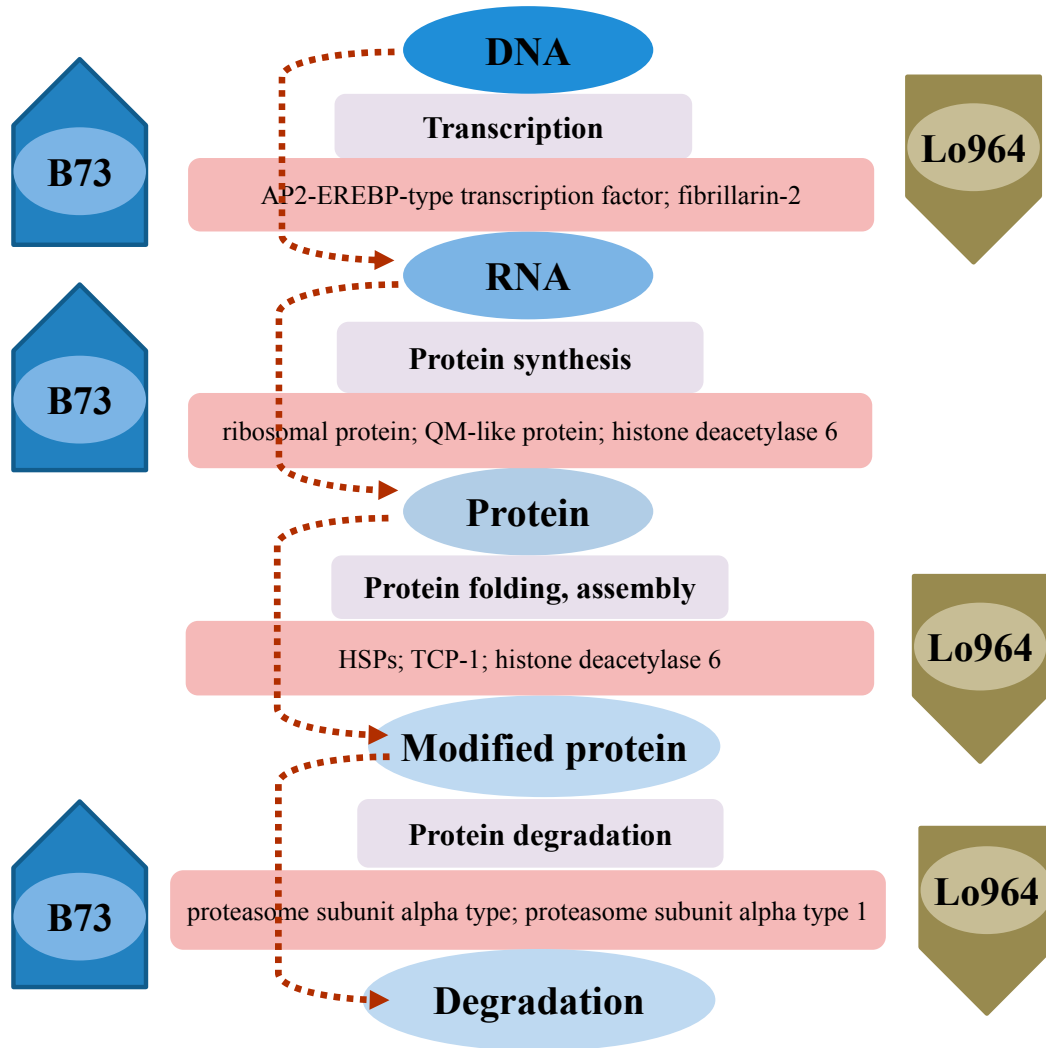 DNA
Transcription
B73
Lo964
AP2-EREBP-type transcription factor; fibrillarin-2
RNA
Protein synthesis
B73
ribosomal protein; QM-like protein; histone deacetylase 6
Protein
Protein folding, assembly
HSPs; TCP-1; histone deacetylase 6
Lo964
Modified protein
Protein degradation
B73
Lo964
proteasome subunit alpha type; proteasome subunit alpha type 1
Degradation